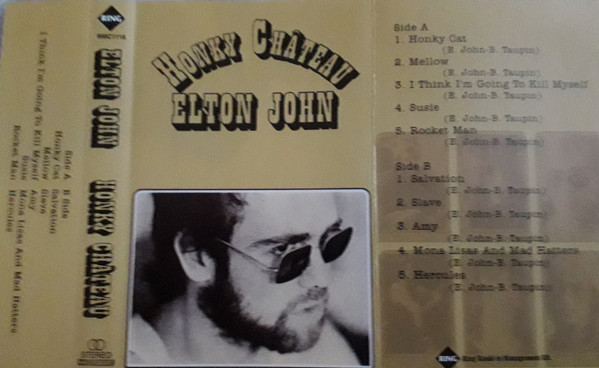 RING
RMC1116
ELTON JOHN
HONKY CHÂTEAU
Side A
Honky Cat
Mellow
I Think I'm Going To Kill Myself
Susie
Rocket Man
B Side
Salvation
Slave
Amy
Mona Lisas And Mad Hatters
Hercules
STEREO
HONKY CHÂTEAU
ELTON JOHN
Side A
1. Honky Cat
(E. John-B. Taupin)
2. Mellow
(E. John-B. Taupin)
3. I Think I'm Going To Kill Myself
(E. John-B. Taupin)
4. Susie
(E. John-B. Taupin)
5. Rocket Man
(E. John-B. Taupin)
Side B
1. Salvation
(E. John-B. Taupin)
2. Slave
(E. John-B. Taupin)
3. Amy
(E. John-B. Taupin)
4. Mona Lisas And Mad Hatters
(E. John-B. Taupin)
5. Hercules
(E. John-B. Taupin)
RING